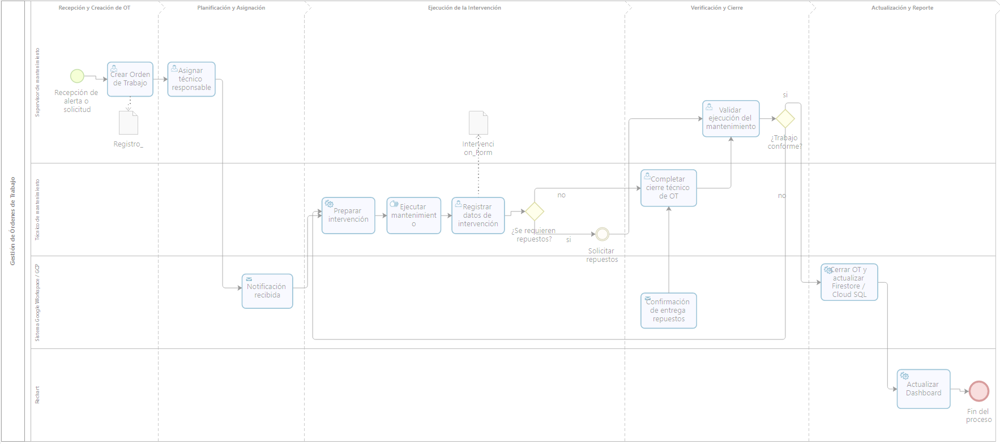 Recepción y Creación de OT
Planificación y Asignación
Ejecución de la Intervención
Verificación y Cierre
Actualización y Reporte
Gestión de Órdenes de Trabajo
Supervisor de mantenimiento
Recepción de
alerta o
solicitud
Crear Orden
de Trabajo
Registro_
Asignar
técnico
responsable
Intervenci
on_Form
Validar
ejecución del
mantenimiento
si
¿Trabajo
conforme?
no
Técnico de mantenimiento
Preparar
intervención
Ejecutar
mantenimient
o
Registrar
datos de
intervención
¿Se requieren
repuestos?
no
si
Solicitar
repuestos
Completar
cierre técnico
de OT
Sistema Google Workspace / GCP
Notificación
recibida
Confirmación
de entrega
repuestos
Cerrar OT y
actualizar
Firestore /
Cloud SQL
Rechart
Actualizar
Dashboard
Fin del
proceso